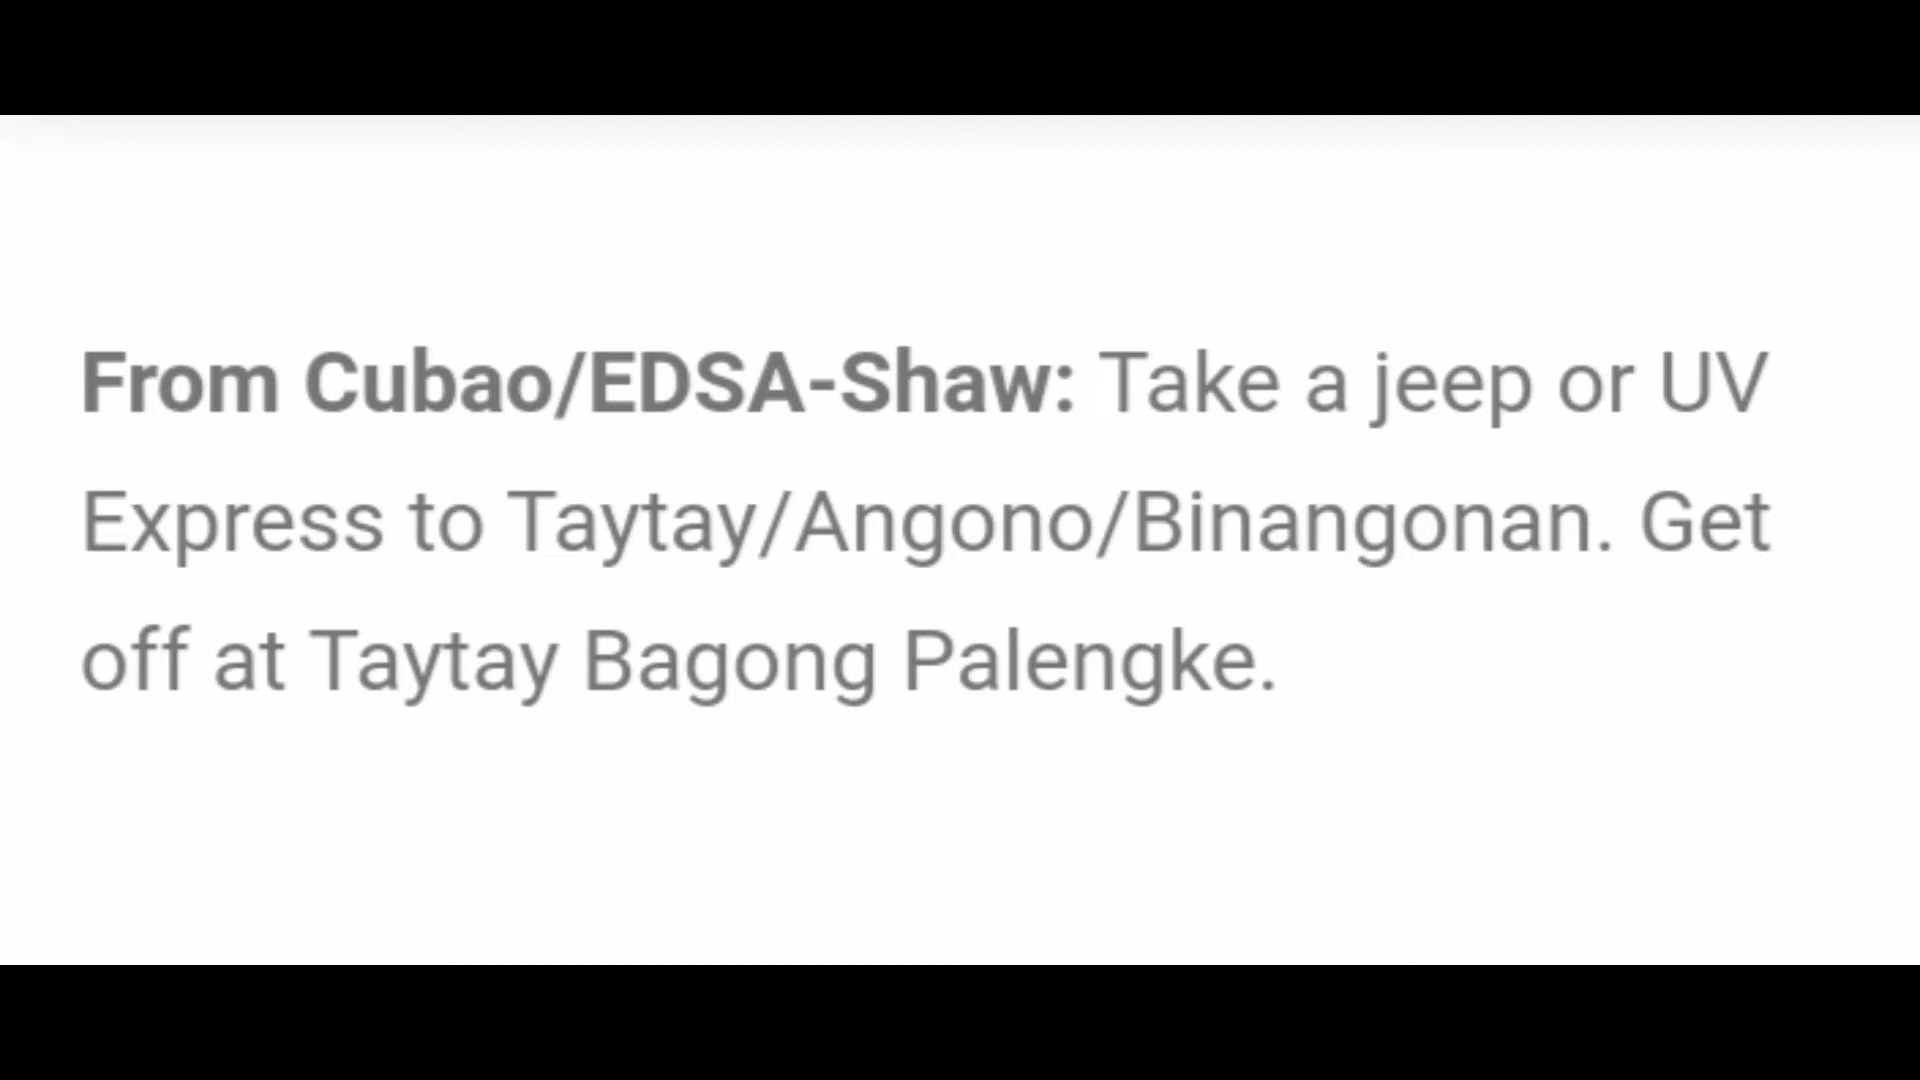 From Cubao/EDSA-Shaw: Take a jeep or UV
Express to Taytay/Angono/Binangonan. Get
off at Taytay Bagong Palengke.